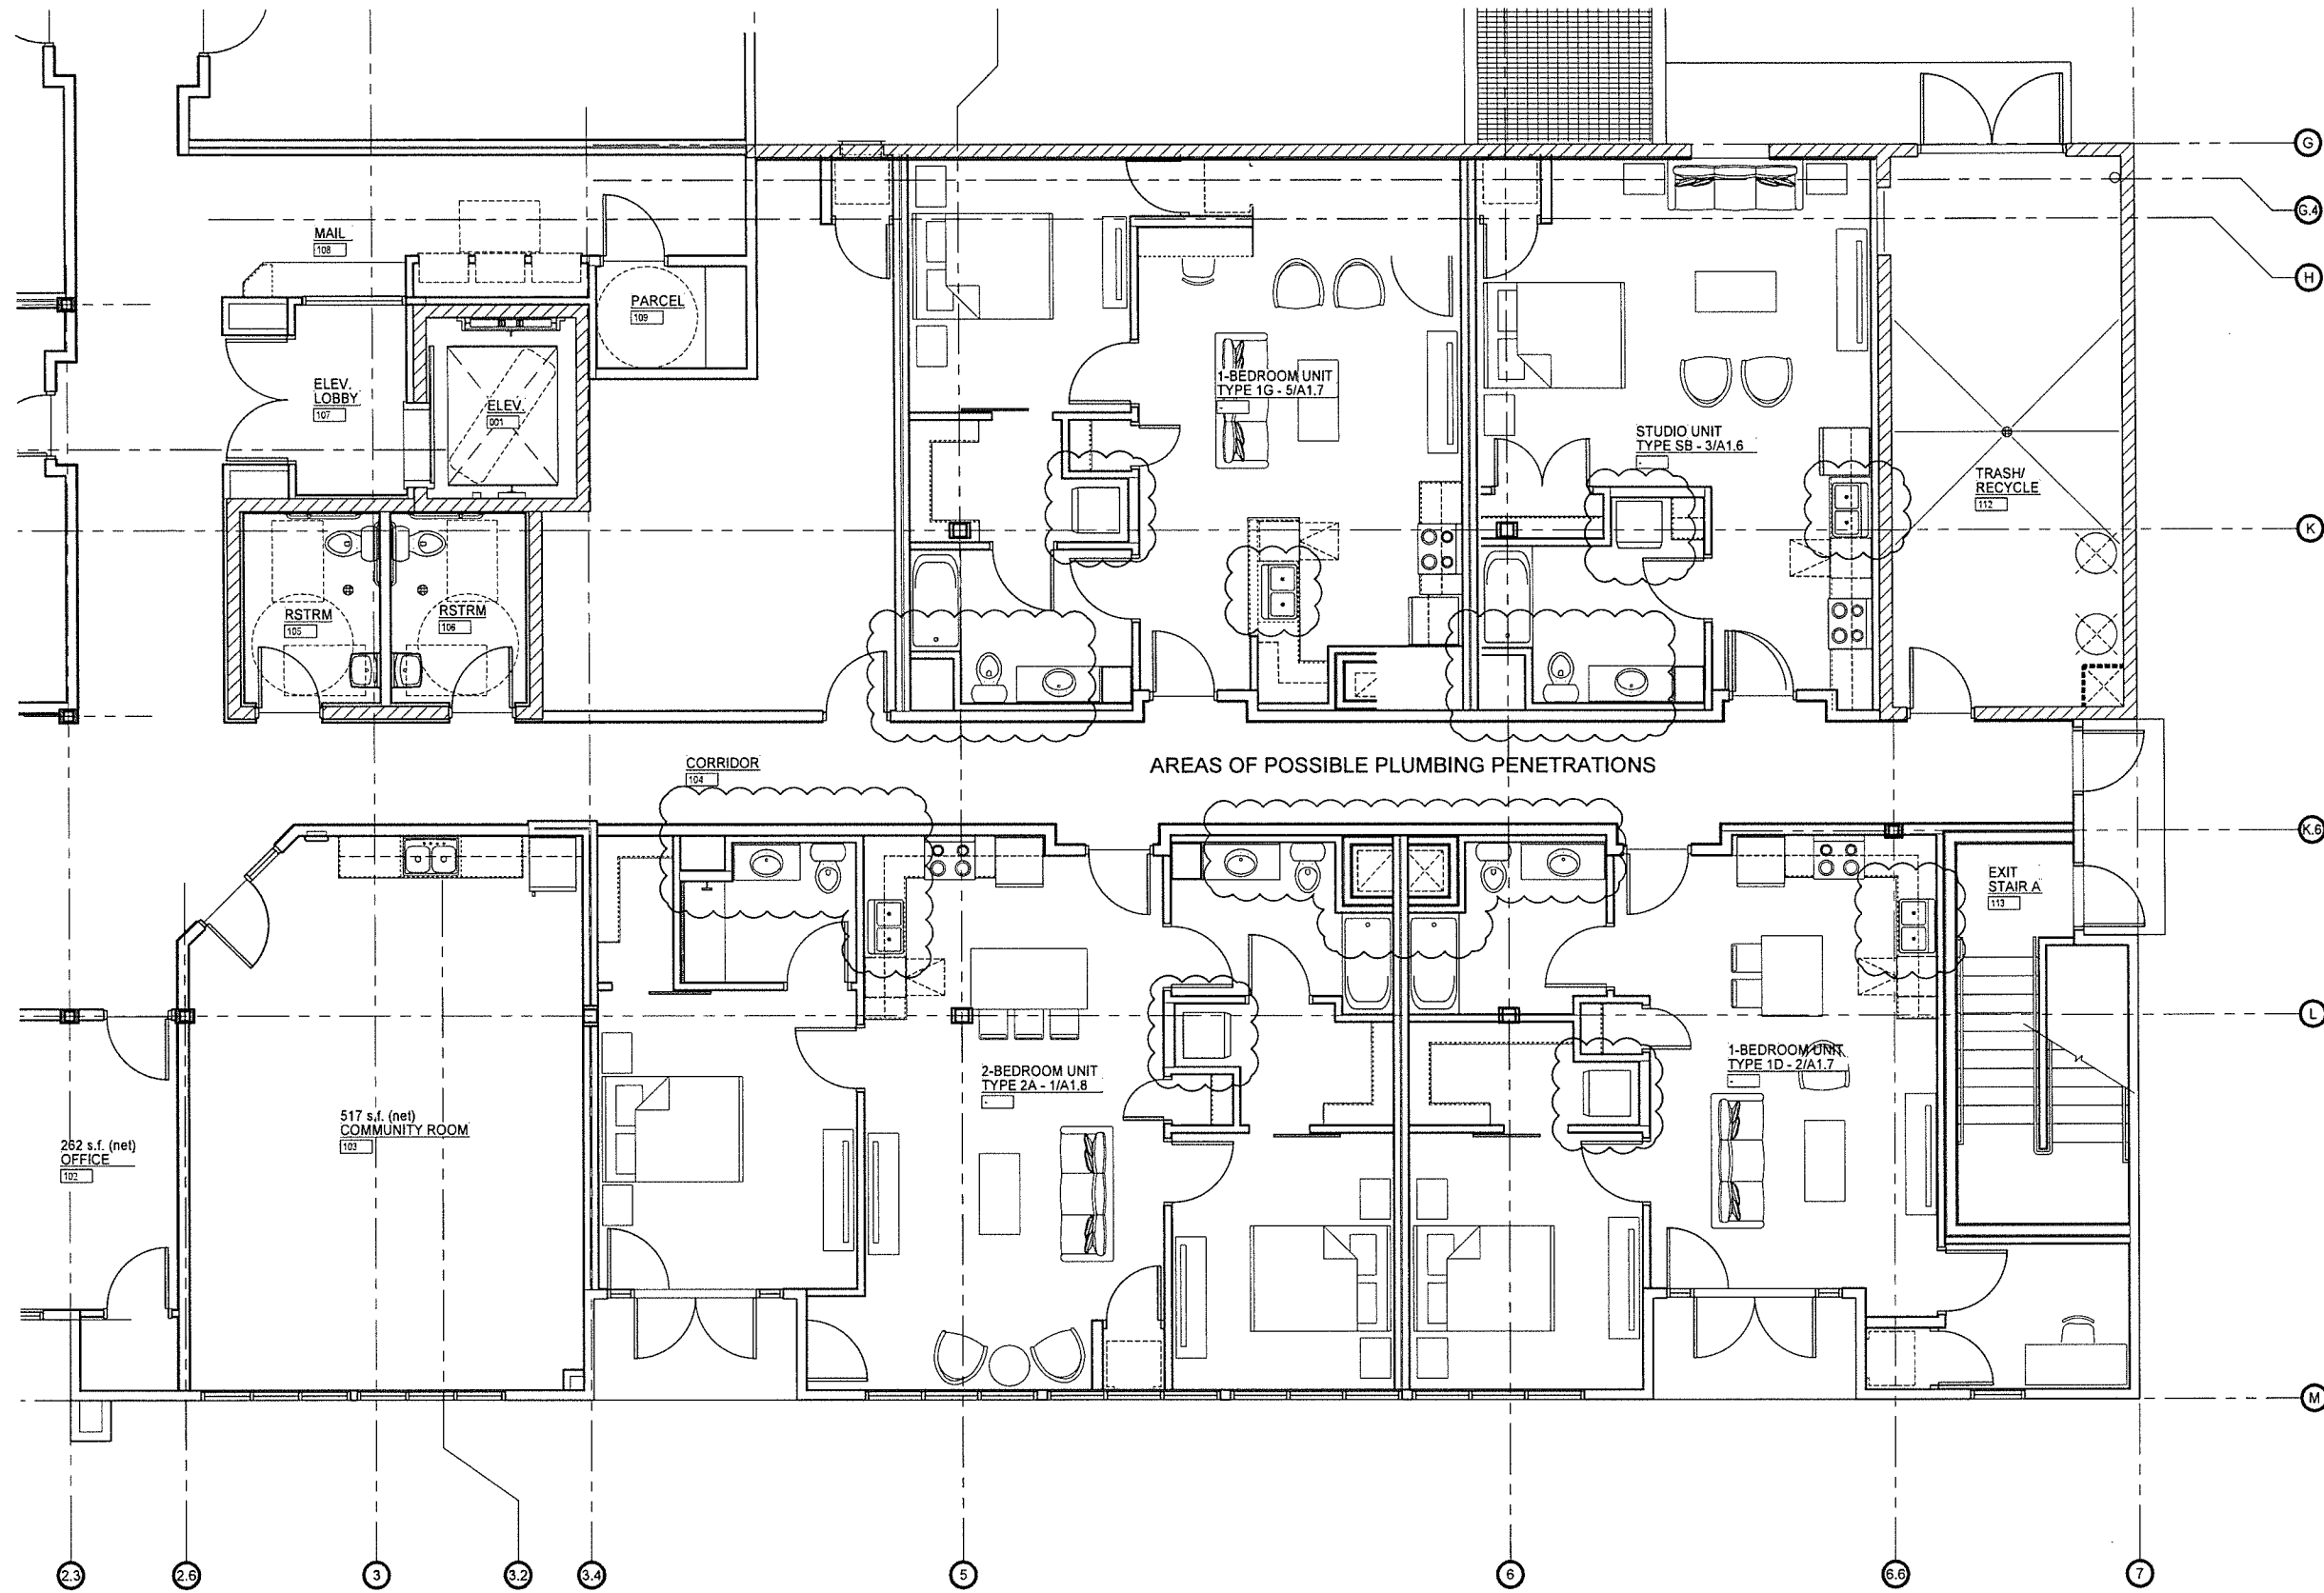 G
G.4
H
MAIL
108
PARCEL
109
ELEV.
LOBBY
107
ELEV.
001
1-BEDROOM UNIT
TYPE 1G - 5/A1.7
STUDIO UNIT
TYPE SB - 3/A1.6
TRASH/
RECYCLE
112
K
RSTRM
105
RSTRM
106
CORRIDOR
104
AREAS OF POSSIBLE PLUMBING PENETRATIONS
K.6
EXIT
STAIR A
113
L
2-BEDROOM UNIT
TYPE 2A - 1/A1.8
1-BEDROOM UNIT
TYPE 1D - 2/A1.7
517 s.f. (net)
COMMUNITY ROOM
103
262 s.f. (net)
OFFICE
102
M
2.3
2.6
3
3.2
3.4
5
6
6.6
7